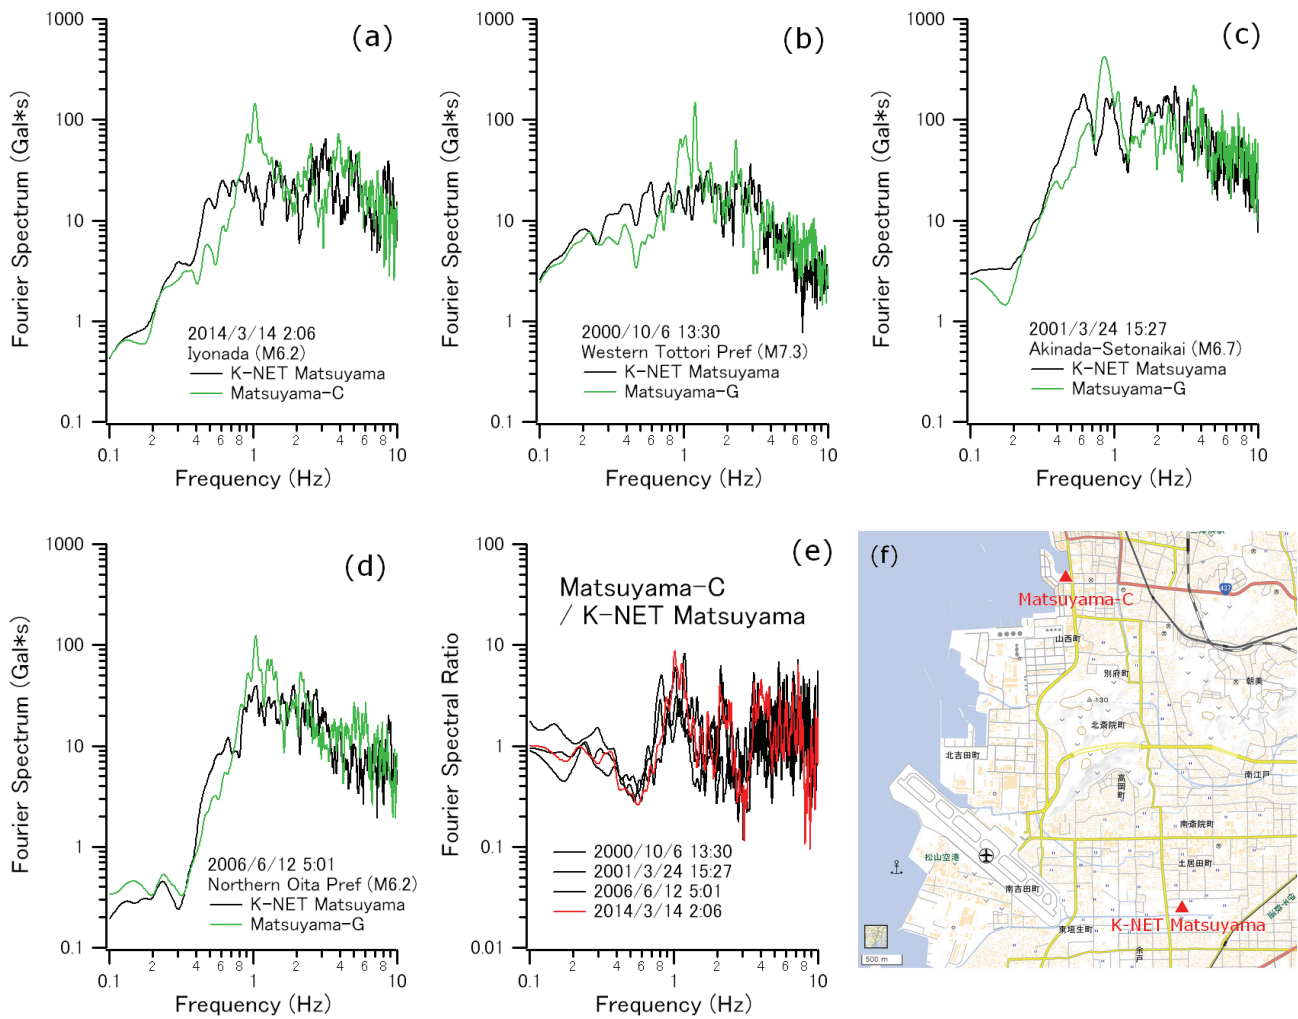 (a)
1000
100
10
1
0.1
Fourier Spectrum (Gal*s)
2014/3/14 2:06
Iyonada (M6.2)
K-NET Matsuyama
Matsuyama-C
2 4 6 8 2 4 6 8
0.1 1 10
Frequency (Hz)
(b)
1000
100
10
1
0.1
Fourier Spectrum (Gal*s)
2000/10/6 13:30
Western Tottori Pref (M7.3)
K-NET Matsuyama
Matsuyama-G
2 4 6 8 2 4 6 8
0.1 1 10
Frequency (Hz)
(c)
1000
100
10
1
0.1
Fourier Spectrum (Gal*s)
2001/3/24 15:27
Akinada-Setonaikai (M6.7)
K-NET Matsuyama
Matsuyama-G
2 4 6 8 2 4 6 8
0.1 1 10
Frequency (Hz)
(d)
1000
100
10
1
0.1
Fourier Spectrum (Gal*s)
2006/6/12 5:01
Northern Oita Pref (M6.2)
K-NET Matsuyama
Matsuyama-G
2 4 6 8 2 4 6 8
0.1 1 10
Frequency (Hz)
(e)
100
10
1
0.1
0.01
Fourier Spectral Ratio
Matsuyama-C
/ K-NET Matsuyama
2000/10/6 13:30
2001/3/24 15:27
2006/6/12 5:01
2014/3/14 2:06
2 4 6 8 2 4 6 8
0.1 1 10
Frequency (Hz)
(f)
437
Matsuyama-C
山西町
別府町
朝美
130
北斎院町
北吉田町
南江戸
高岡町
南斎院町
松山空港
土居田町
南吉田町
K-NET Matsuyama
東垣生町
余戸
500 m